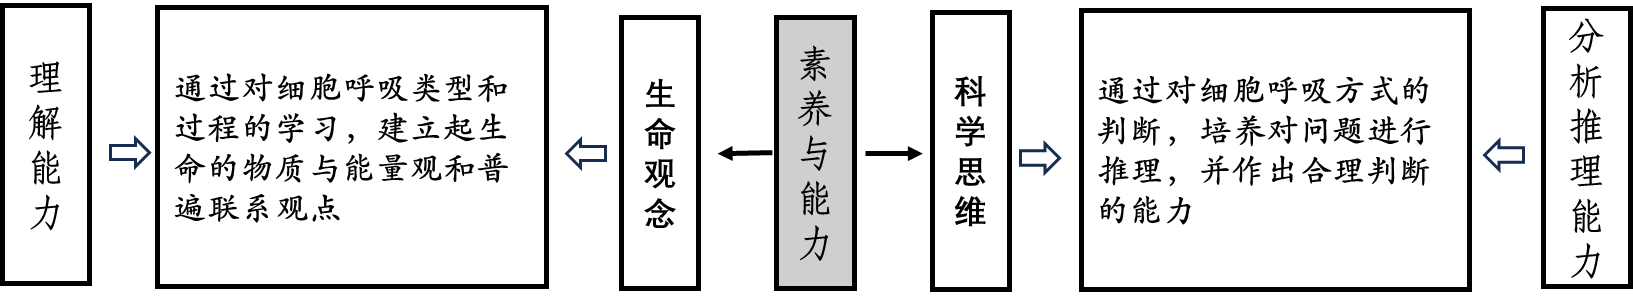 理解能力
通过对细胞呼吸类型和
过程的学习，建立起生
命的物质与能量观和普
遍联系观点
生命观念
素养与能力
科学思维
通过对细胞呼吸方式的
判断，培养对问题进行
推理，并作出合理判断
的能力
分析推理能力